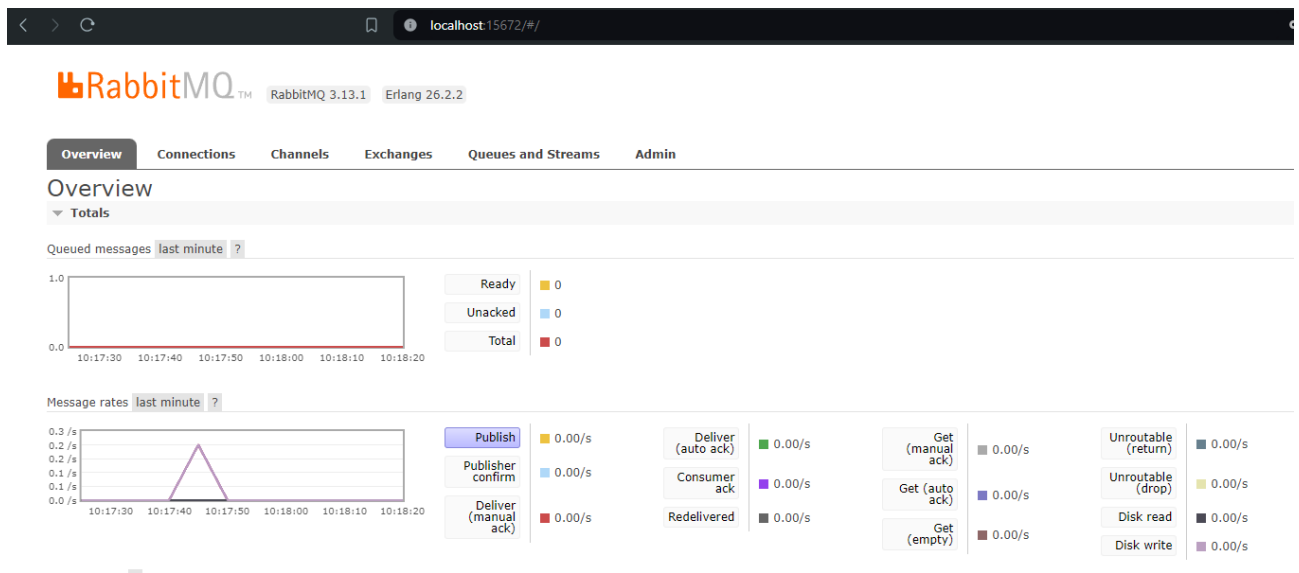 localhost:15672/#/
RabbitMQ TM RabbitMQ 3.13.1 Erlang 26.2.2
Overview Connections Channels Exchanges Queues and Streams Admin
Overview
Totals
Queued messages last minute ?
1.0
0.0
10:17:30 10:17:40 10:17:50 10:18:00 10:18:10 10:18:20
Ready 0
Unacked 0
Total 0
Message rates last minute ?
0.3 /s
0.2 /s
0.2 /s
0.1 /s
0.1 /s
0.0 /s
10:17:30 10:17:40 10:17:50 10:18:00 10:18:10 10:18:20
Publish 0.00/s
Publisher
confirm 0.00/s
Deliver
(manual
ack) 0.00/s
Deliver
(auto ack) 0.00/s
Consumer
ack 0.00/s
Redelivered 0.00/s
Get
(manual
ack) 0.00/s
Get (auto
ack) 0.00/s
Get
(empty) 0.00/s
Unroutable
(return) 0.00/s
Unroutable
(drop) 0.00/s
Disk read 0.00/s
Disk write 0.00/s